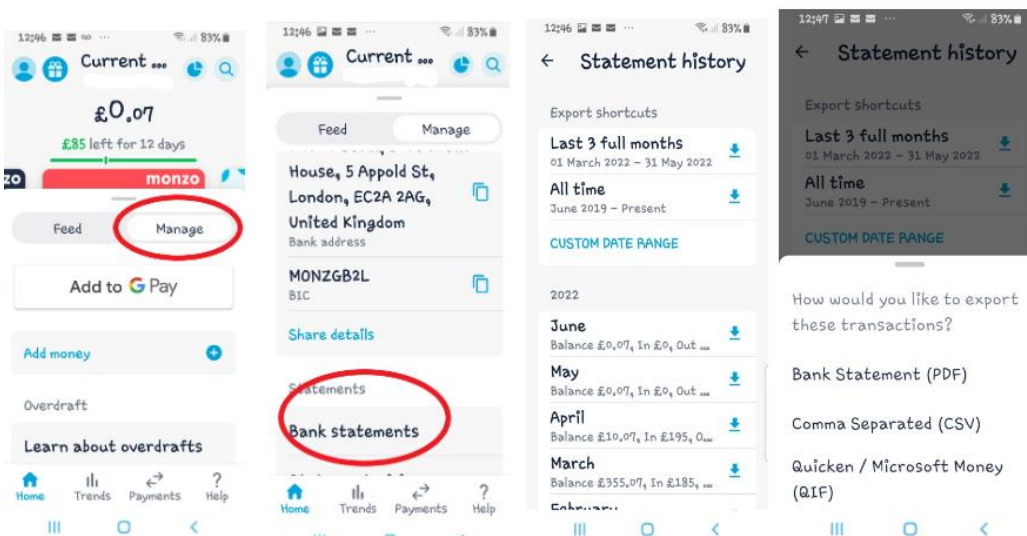 12:46
83%
Current ...
£0.07
£85 left for 12 days
monzo
Feed
Manage
Add to G Pay
Add money
Overdraft
Learn about overdrafts
Home
Trends
Payments
Help
12:46
83%
Current ...
Feed
Manage
House, 5 Appold St,
London, EC2A 2AG,
United Kingdom
Bank address
MONZGB2L
BIC
Share details
Statements
Bank statements
Home
Trends
Payments
Help
12:46
83%
Statement history
Export shortcuts
Last 3 full months
01 March 2022 – 31 May 2022
All time
June 2019 – Present
CUSTOM DATE RANGE
2022
June
Balance £0.07, In £0, Out ...
May
Balance £0.07, In £0, Out ...
April
Balance £10.07, In £195, O...
March
Balance £355.07, In £185, ...
February
12:47
83%
Statement history
Export shortcuts
Last 3 full months
01 March 2022 – 31 May 2022
All time
June 2019 – Present
CUSTOM DATE RANGE
How would you like to export
these transactions?
Bank Statement (PDF)
Comma Separated (CSV)
Quicken / Microsoft Money
(QIF)